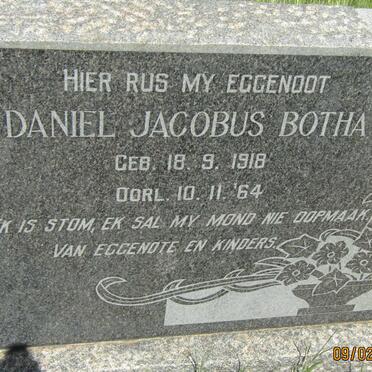 HIER RUS MY EGGENOOT
DANIEL JACOBUS BOTHA
GEB. 18. 9. 1918
OORL. 10. 11. '64
EK IS STOM, EK SAL MY MOND NIE OOPMAAK,
VAN EGGENOTE EN KINDERS
09/02